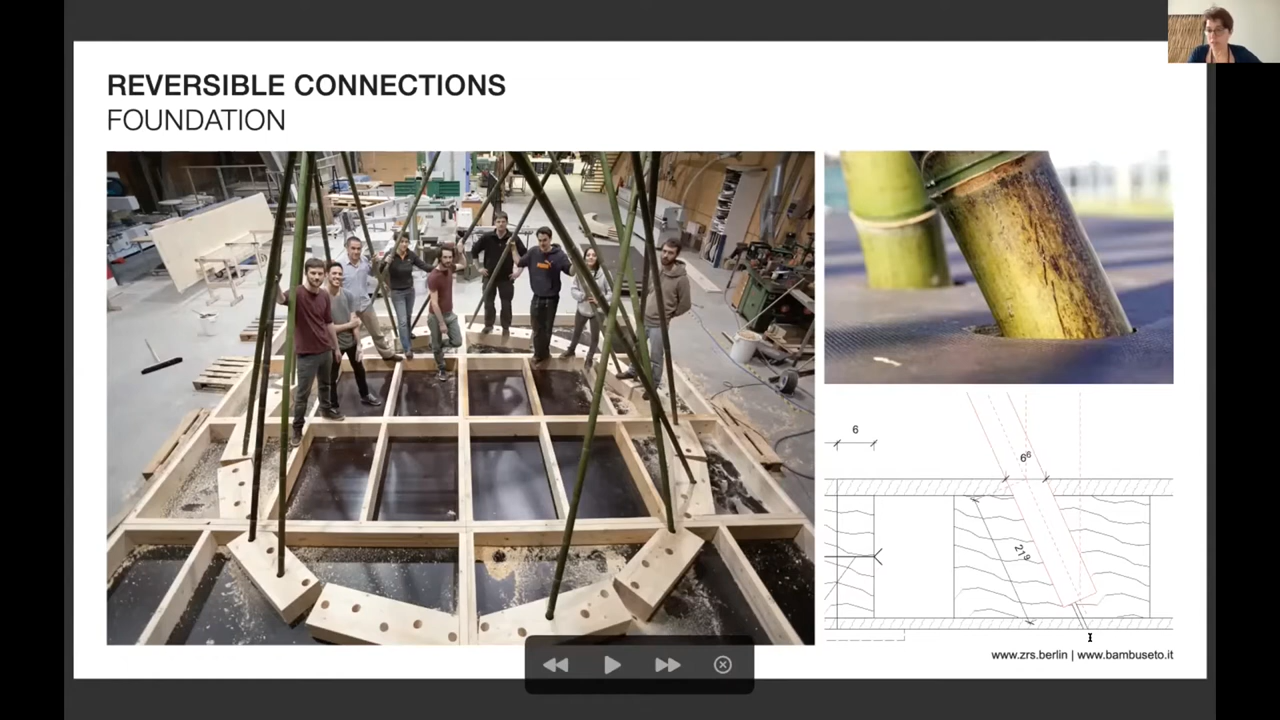 REVERSIBLE CONNECTIONS
FOUNDATION
6
6⁶
21⁹
www.zrs.berlin | www.bambuseto.it